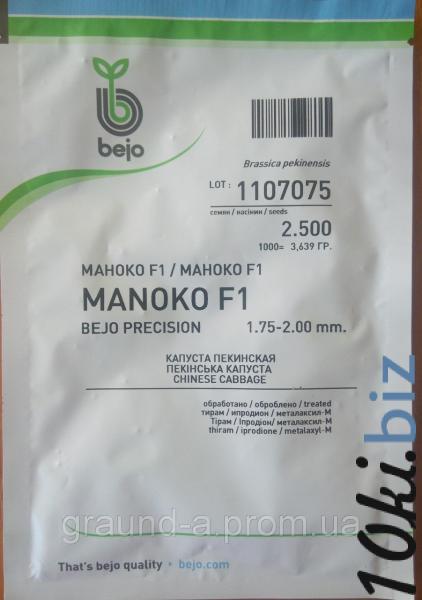 bejo
Brassica pekinensis
LOT: 1107075
семян / насінин / seeds
2.500
1000= 3,639 ГР.
МАНОКО F1 / МАНОКО F1
MANOKO F1
BEJO PRECISION 1.75-2.00 mm.
КАПУСТА ПЕКИНСКАЯ
ПЕКІНСЬКА КАПУСТА
CHINESE CABBAGE
обработано / оброблено / treated
тирам / ипродион / металаксил-М
Тірам / Іпродіон/ металаксил-М
thiram / iprodione / metalaxyl-M
graund-a.prom.ua
That's bejo quality • bejo.com
10ki.biz